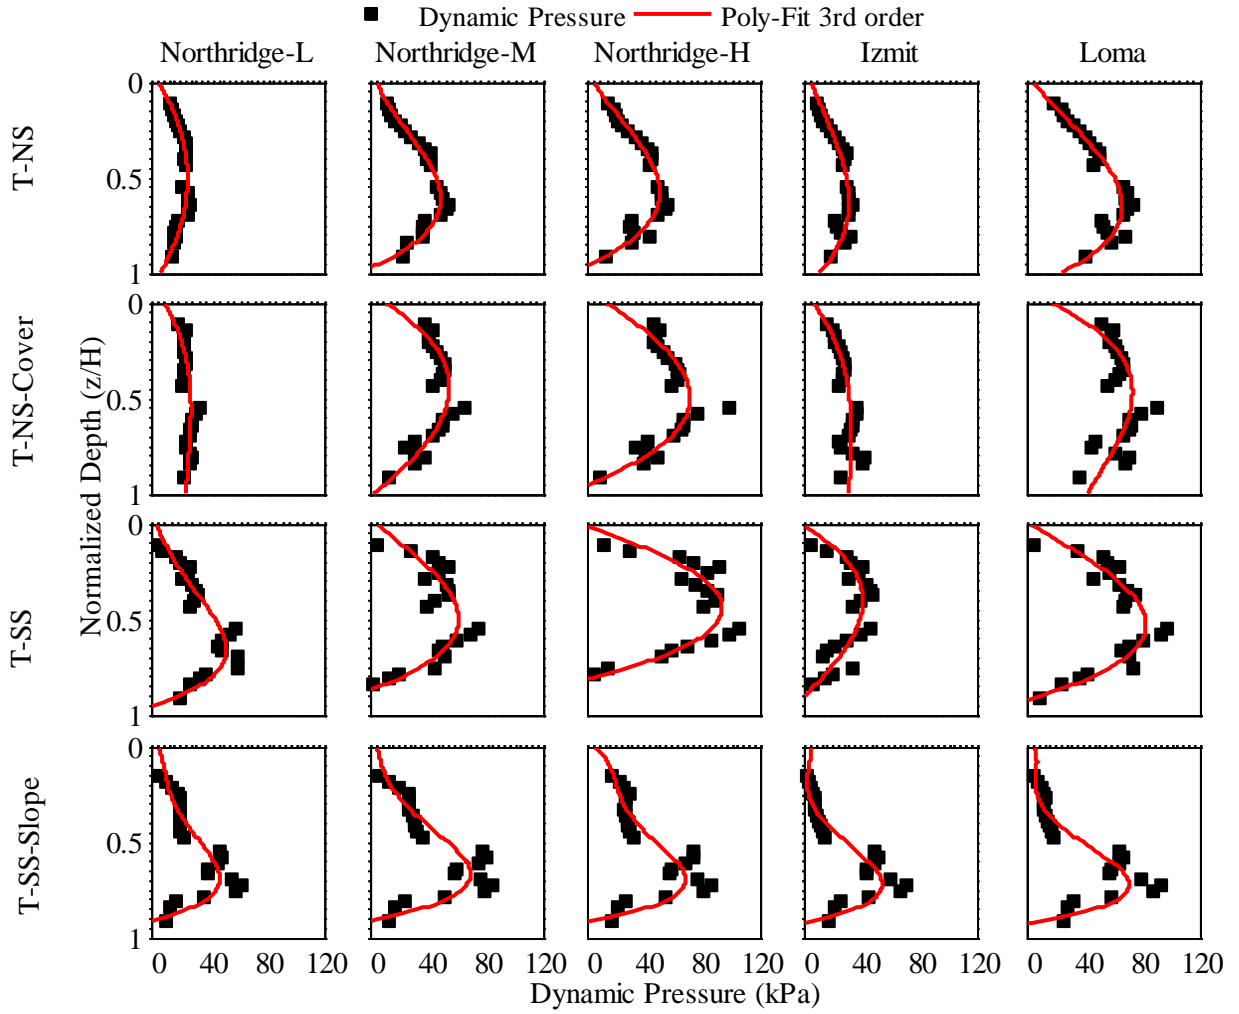 Dynamic Pressure Poly-Fit 3rd order
Northridge-L Northridge-M Northridge-H Izmit Loma
T-NS
0
0.5
1
T-NS-Cover
0
0.5
1
Normalized Depth (z/H)
T-SS
0
0.5
1
T-SS-Slope
0
0.5
1
0 40 80 120 0 40 80 120 0 40 80 120 0 40 80 120 0 40 80 120
Dynamic Pressure (kPa)